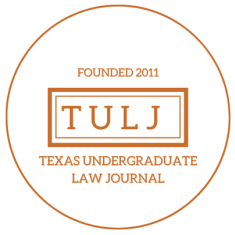 FOUNDED 2011
TULJ
TEXAS UNDERGRADUATE
LAW JOURNAL